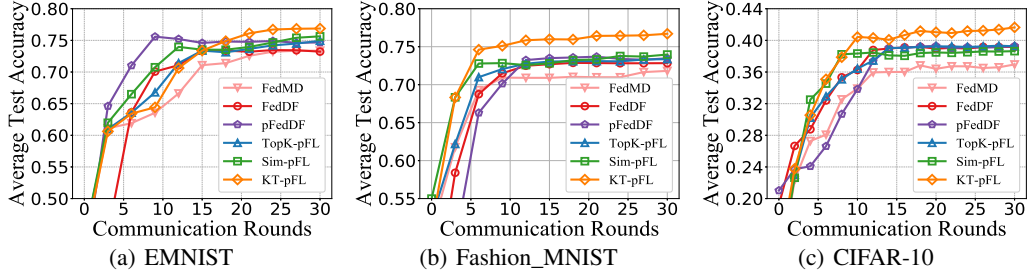 Average Test Accuracy
0.80
0.75
0.70
0.65
0.60
0.55
0.50
0 5 10 15 20 25 30
Communication Rounds
FedMD
FedDF
pFedDF
TopK-pFL
Sim-pFL
KT-pFL
(a) EMNIST
Average Test Accuracy
0.80
0.75
0.70
0.65
0.60
0.55
0 5 10 15 20 25 30
Communication Rounds
FedMD
FedDF
pFedDF
TopK-pFL
Sim-pFL
KT-pFL
(b) Fashion_MNIST
Average Test Accuracy
0.44
0.40
0.36
0.32
0.28
0.24
0.20
0 5 10 15 20 25 30
Communication Rounds
FedMD
FedDF
pFedDF
TopK-pFL
Sim-pFL
KT-pFL
(c) CIFAR-10